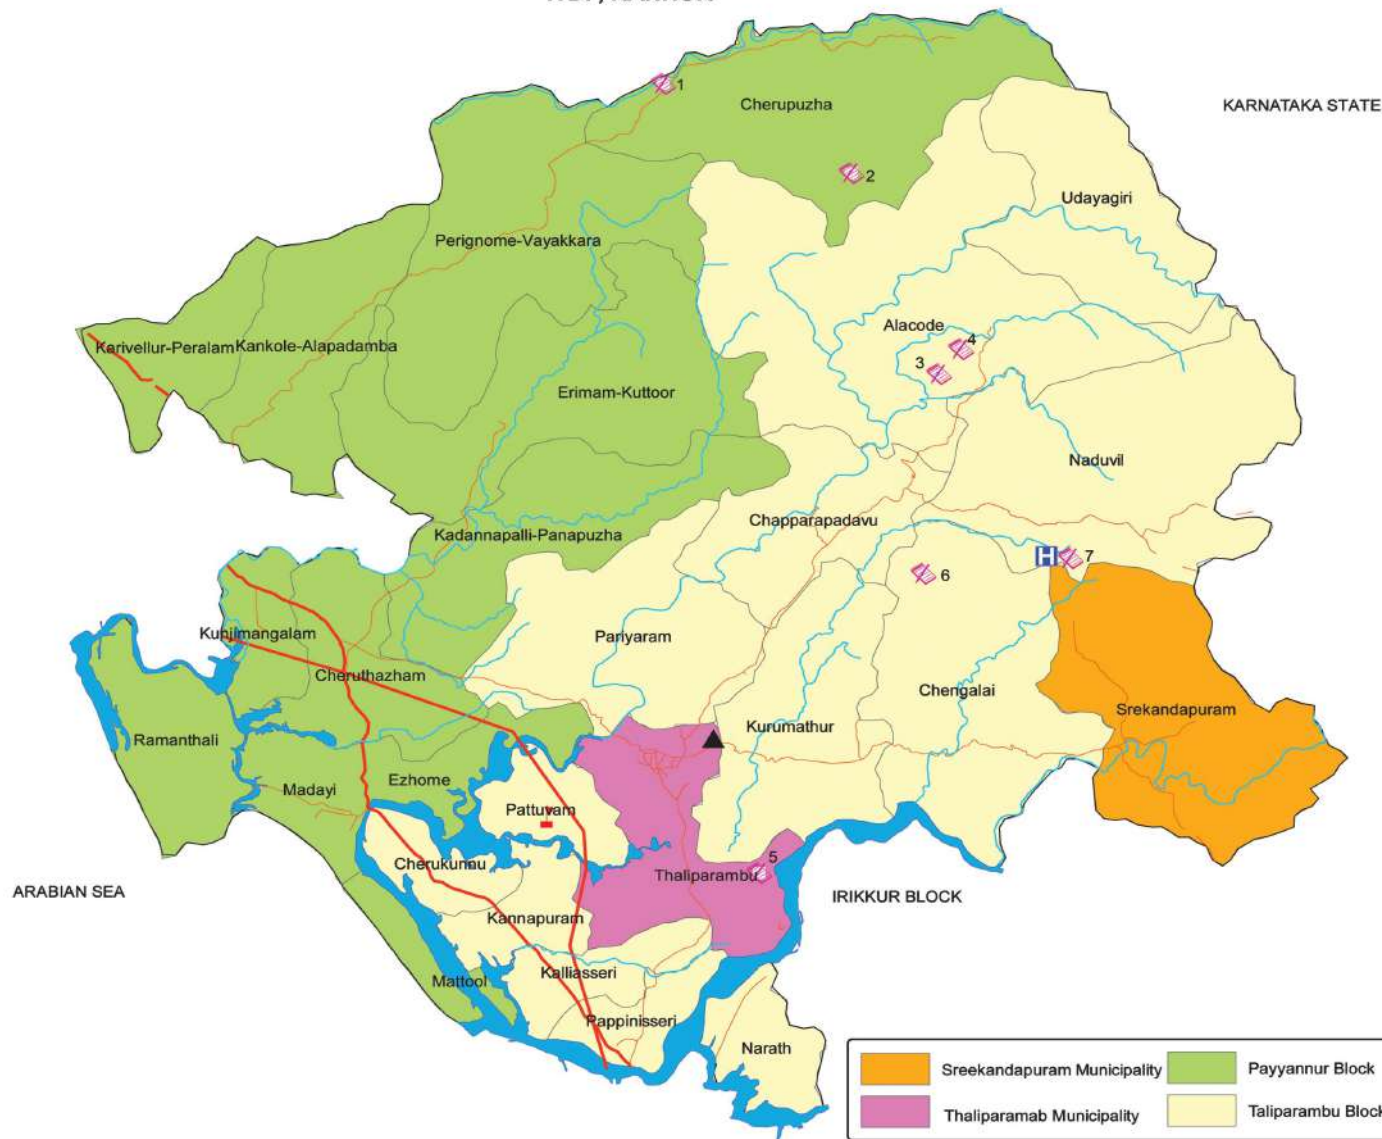 1
Cherupuzha
KARNATAKA STATE
2
Udayagiri
Perignome-Vayakkara
Alacode
4
3
Karivellur-Peralam
Kankole-Alapadamba
Erimam-Kuttoor
Naduvil
Chapparapadavu
Kadannapalli-Panapuzha
H
7
6
Kunjimangalam
Pariyaram
Cheruthazham
Chengalai
Srekandapuram
Kurumathur
Ramanthali
Ezhome
Madayi
Pattuvam
Cherukunnu
5
Thaliparambu
ARABIAN SEA
IRIKKUR BLOCK
Kannapuram
Kalliasseri
Mattool
Pappinisseri
Narath
Sreekandapuram Municipality
Payyannur Block
Thaliparamab Municipality
Taliparambu Block